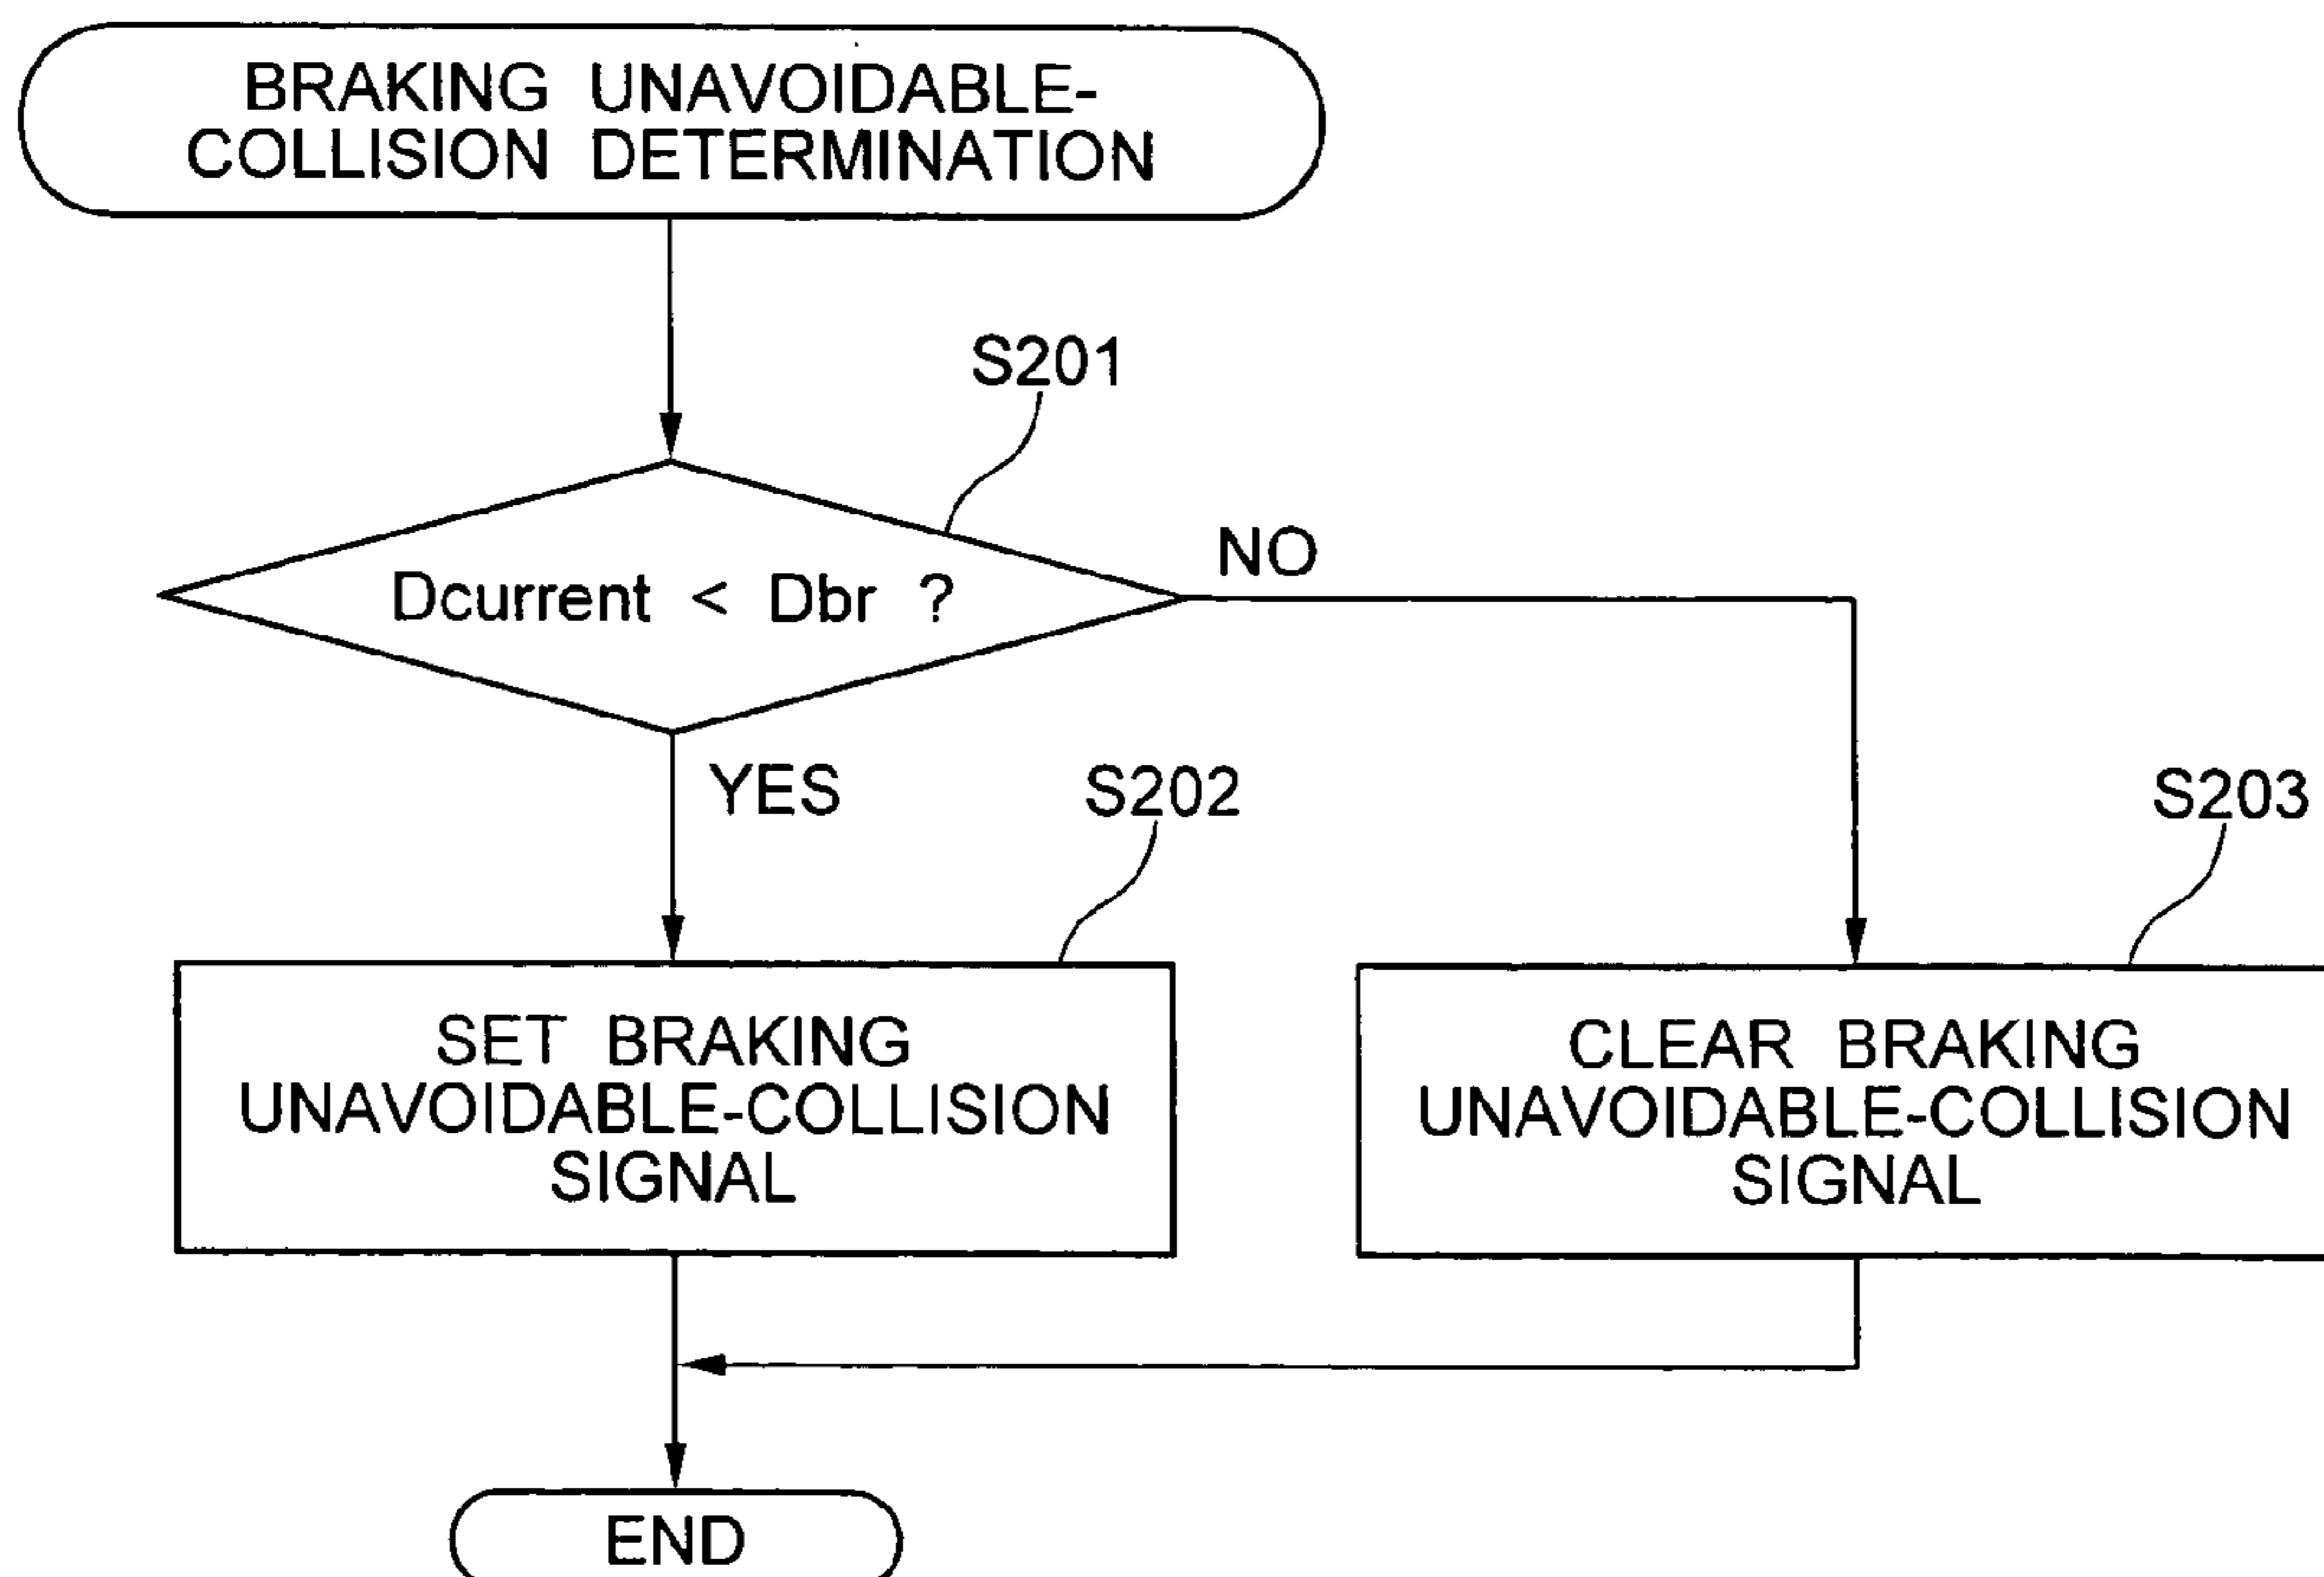 BRAKING UNAVOIDABLE-
COLLISION DETERMINATION
S201
NO
Dcurrent < Dbr ?
YES
S202
S203
SET BRAKING
UNAVOIDABLE-COLLISION
SIGNAL
CLEAR BRAKING
UNAVOIDABLE-COLLISION
SIGNAL
END